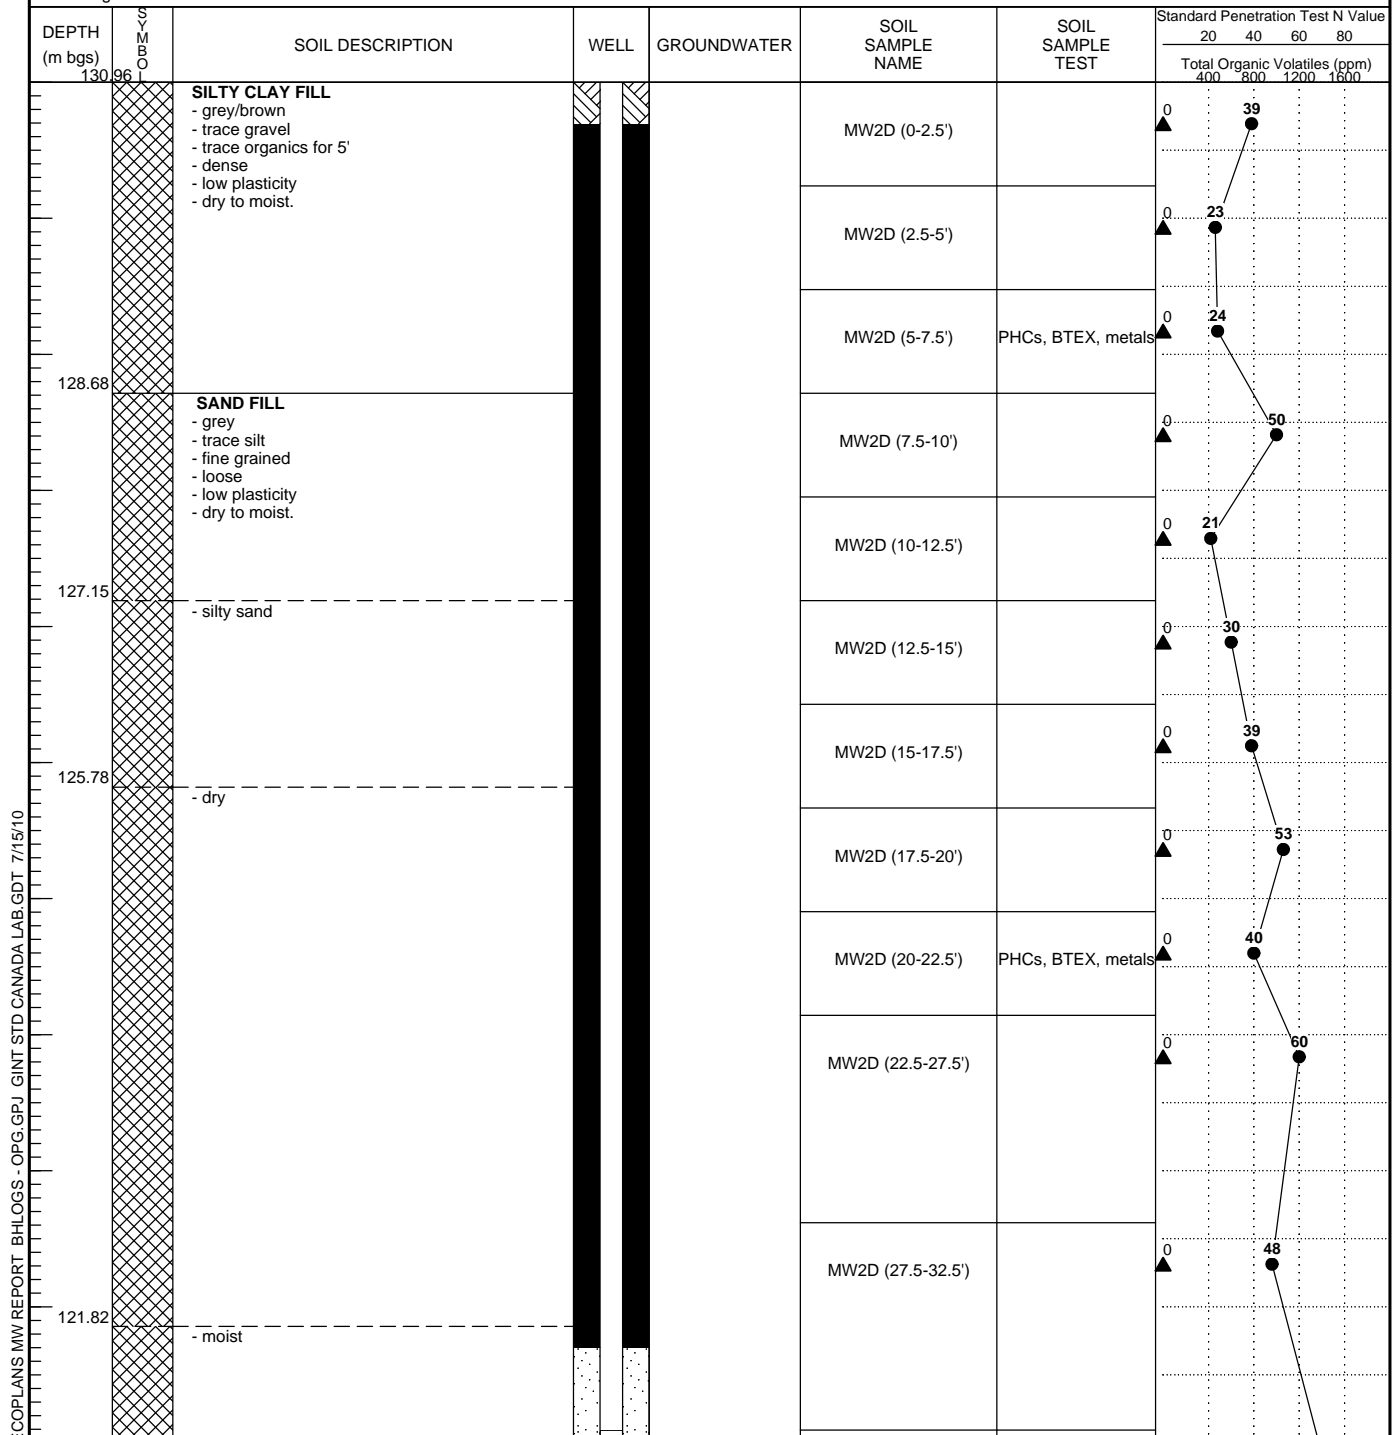 DEPTH
(m bgs)
SYMBOL
SOIL DESCRIPTION
WELL
GROUNDWATER
SOIL
SAMPLE
NAME
SOIL
SAMPLE
TEST
Standard Penetration Test N Value
20 40 60 80
Total Organic Volatiles (ppm)
400 800 1200 1600
130.96
SILTY CLAY FILL
- grey/brown
- trace gravel
- trace organics for 5'
- dense
- low plasticity
- dry to moist.
MW2D (0-2.5')
0 39
MW2D (2.5-5')
0 23
MW2D (5-7.5')
PHCs, BTEX, metals
0 24
128.68
SAND FILL
- grey
- trace silt
- fine grained
- loose
- low plasticity
- dry to moist.
MW2D (7.5-10')
0 50
MW2D (10-12.5')
0 21
127.15
- silty sand
MW2D (12.5-15')
0 30
MW2D (15-17.5')
0 39
125.78
- dry
MW2D (17.5-20')
0 53
MW2D (20-22.5')
PHCs, BTEX, metals
0 40
MW2D (22.5-27.5')
0 60
MW2D (27.5-32.5')
0 48
121.82
- moist
COPLANS MW REPORT BHLOGS - OPG.GPJ GINT STD CANADA LAB.GDT 7/15/10